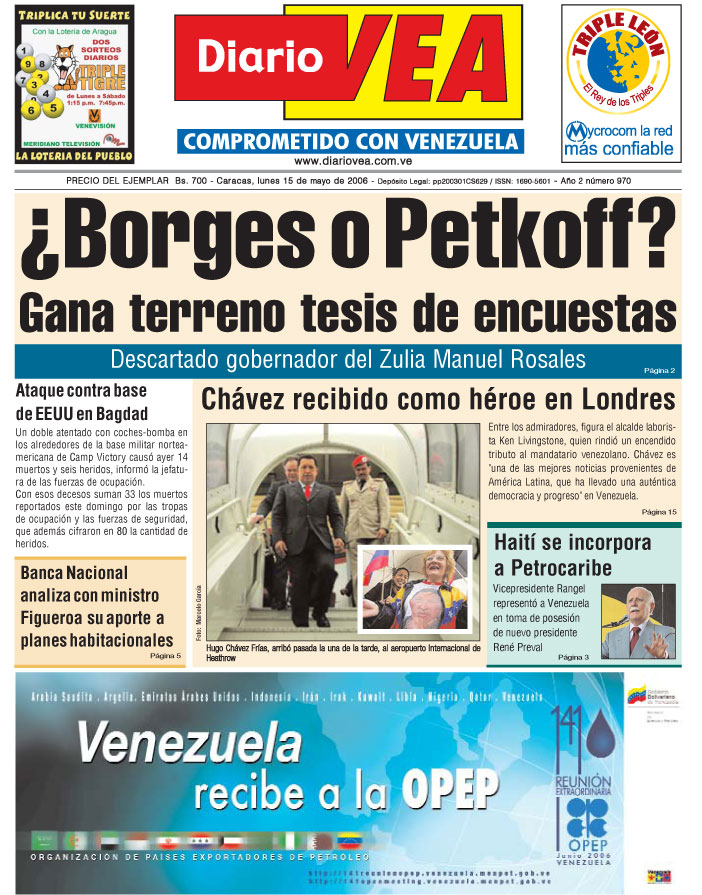 TRIPLICA TU SUERTE
Con la Lotería de Aragua
DOS
SORTEOS
DIARIOS
TRIPLE
TIGRE
de Lunes a Sábado
1:15 p.m. 7:45p.m.
VENEVISIÓN
MERIDIANO TELEVISIÓN
LA LOTERIA DEL PUEBLO
Diario VEA
COMPROMETIDO CON VENEZUELA
www.diariovea.com.ve
TRIPLE LEÓN
El Rey de los Triples
Mycrocom la red
más confiable
PRECIO DEL EJEMPLAR Bs. 700 - Caracas, lunes 15 de mayo de 2006 - Depósito Legal: pp200301CS629 / ISSN: 1690-5601 - Año 2 número 970
¿Borges o Petkoff?
Gana terreno tesis de encuestas
Descartado gobernador del Zulia Manuel Rosales
Página 2
Ataque contra base
de EEUU en Bagdad
Un doble atentado con coches-bomba en
los alrededores de la base militar nortea-
mericana de Camp Victory causó ayer 14
muertos y seis heridos, informó la jefatu-
ra de las fuerzas de ocupación.
Con esos decesos suman 33 los muertos
reportados este domingo por las tropas
de ocupación y las fuerzas de seguridad,
que además cifraron en 80 la cantidad de
heridos.
Banca Nacional
analiza con ministro
Figueroa su aporte a
planes habitacionales
Página 5
Chávez recibido como héroe en Londres
Foto: Marcelo García
Hugo Chávez Frías, arribó pasada la una de la tarde, al aeropuerto Internacional de
Heathrow
Entre los admiradores, figura el alcalde laboris-
ta Ken Livingstone, quien rindió un encendido
tributo al mandatario venezolano. Chávez es
"una de las mejores noticias provenientes de
América Latina, que ha llevado una auténtica
democracia y progreso" en Venezuela.
Página 15
Haití se incorpora
a Petrocaribe
Vicepresidente Rangel
representó a Venezuela
en toma de posesión
de nuevo presidente
René Preval
Página 3
Arabia Saudita . Argelia. Emiratos Árabes Unidos . Indonesia . Irán . Irak . Kuwait . Libia . Nigeria . Qatar . Venezuela
Venezuela
recibe a la OPEP
ORGANIZACIÓN DE PAÍSES EXPORTADORES DE PETRÓLEO
141
REUNIÓN
EXTRAORDINARIA
OPEP
Junio 2006
VENEZUELA
http://141reunionopep.venezuela.menpet.gob.ve
http://141opecmeeting.venezuela.menpet.gob.ve
Gobierno
Bolivariano
de Venezuela